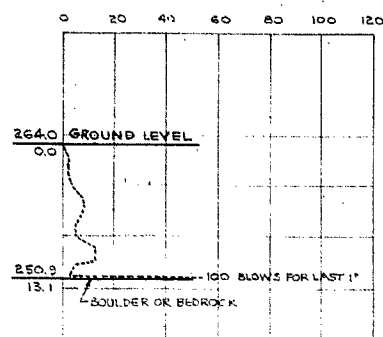 0 20 40 60 80 100 120
264.0 GROUND LEVEL
0.0
250.9
100 BLOWS FOR LAST 1"
13.1
BOULDER OR BEDROCK